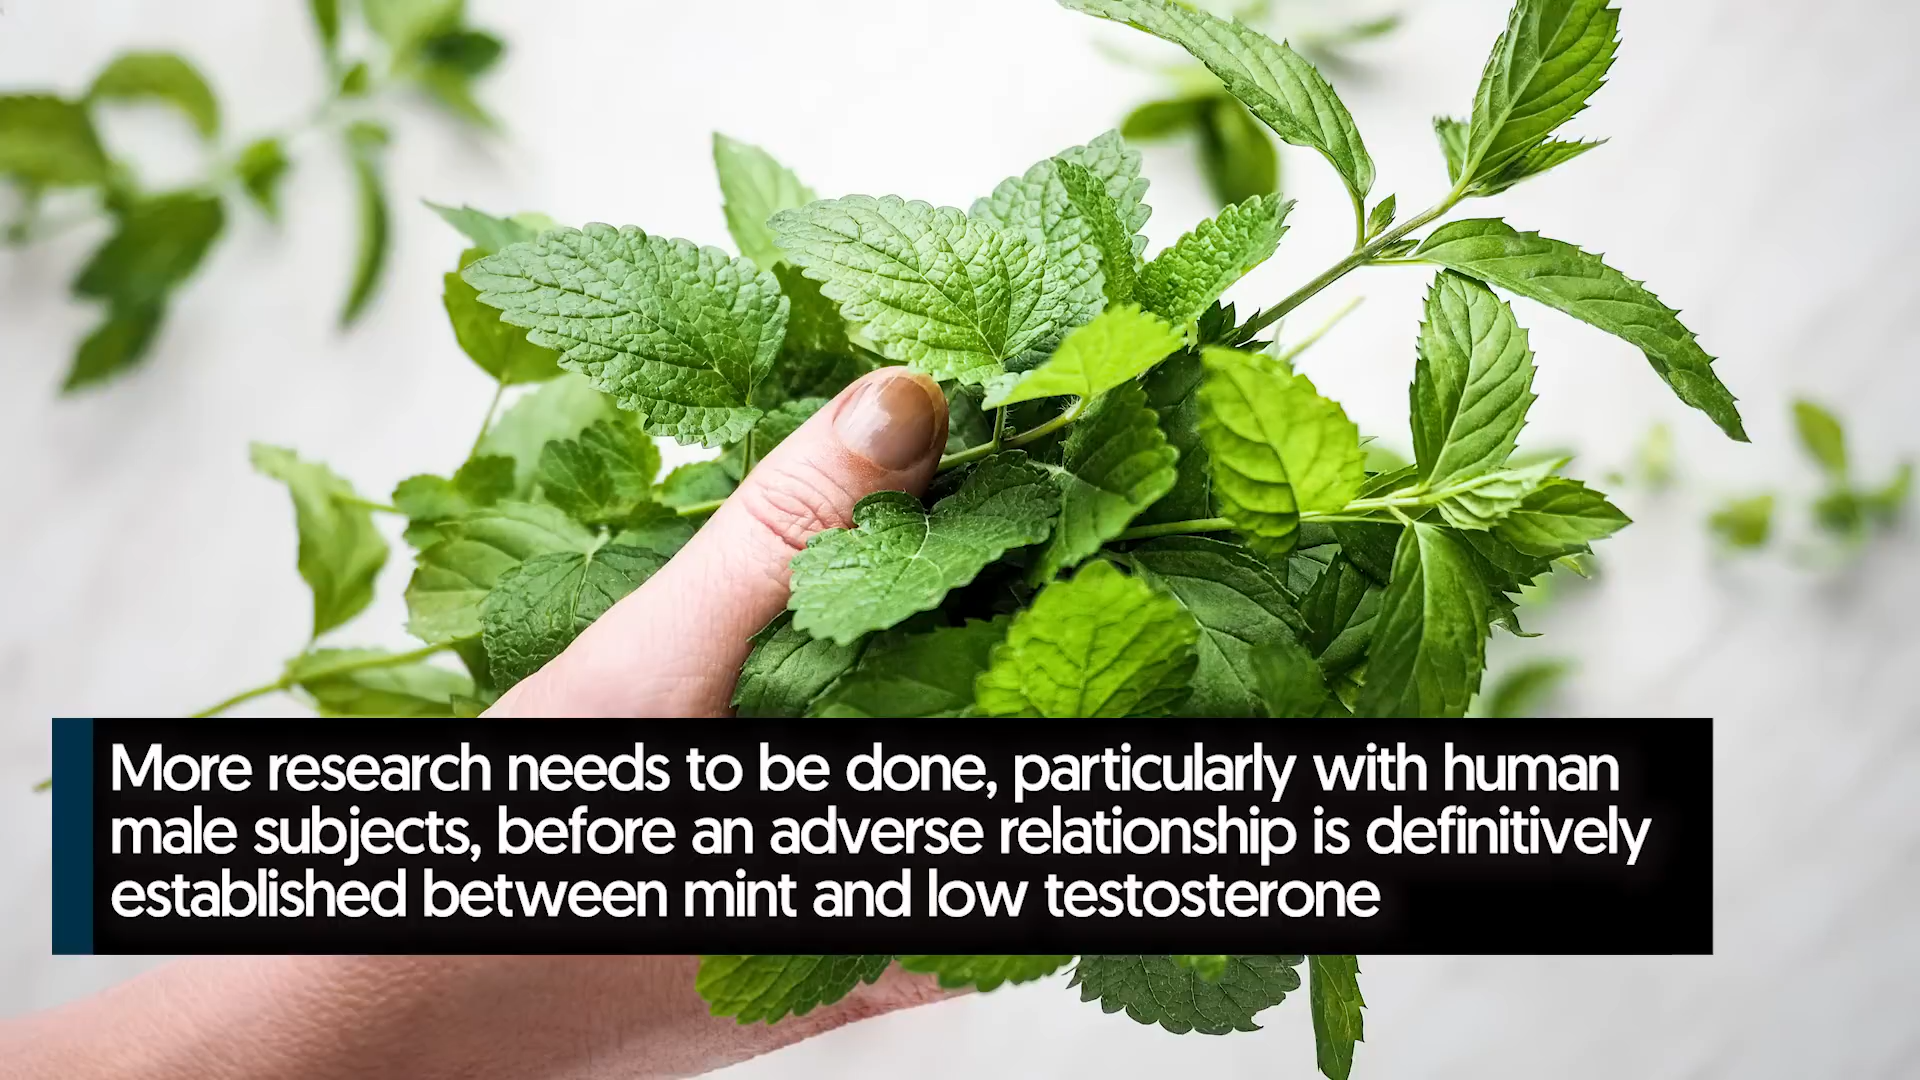 More research needs to be done, particularly with human
male subjects, before an adverse relationship is definitively
established between mint and low testosterone